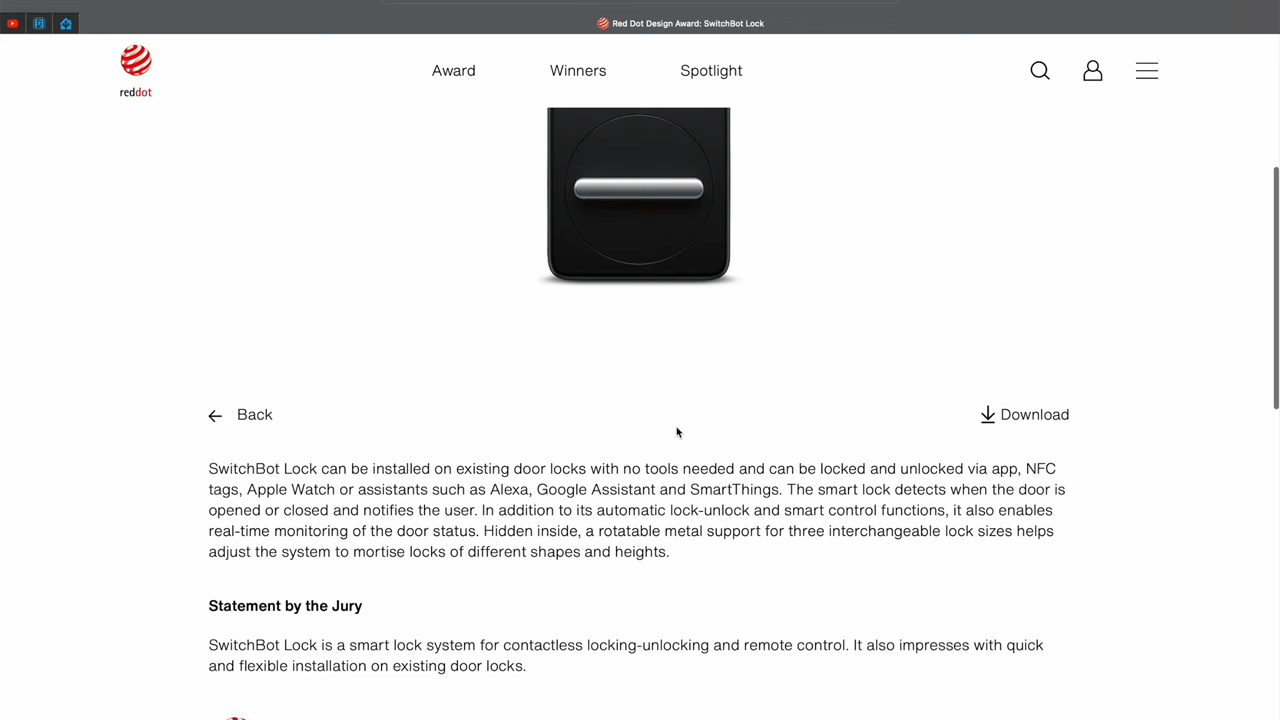 Red Dot Design Award: SwitchBot Lock
reddot
Award
Winners
Spotlight
Back
Download
SwitchBot Lock can be installed on existing door locks with no tools needed and can be locked and unlocked via app, NFC
tags, Apple Watch or assistants such as Alexa, Google Assistant and SmartThings. The smart lock detects when the door is
opened or closed and notifies the user. In addition to its automatic lock-unlock and smart control functions, it also enables
real-time monitoring of the door status. Hidden inside, a rotatable metal support for three interchangeable lock sizes helps
adjust the system to mortise locks of different shapes and heights.
Statement by the Jury
SwitchBot Lock is a smart lock system for contactless locking-unlocking and remote control. It also impresses with quick
and flexible installation on existing door locks.